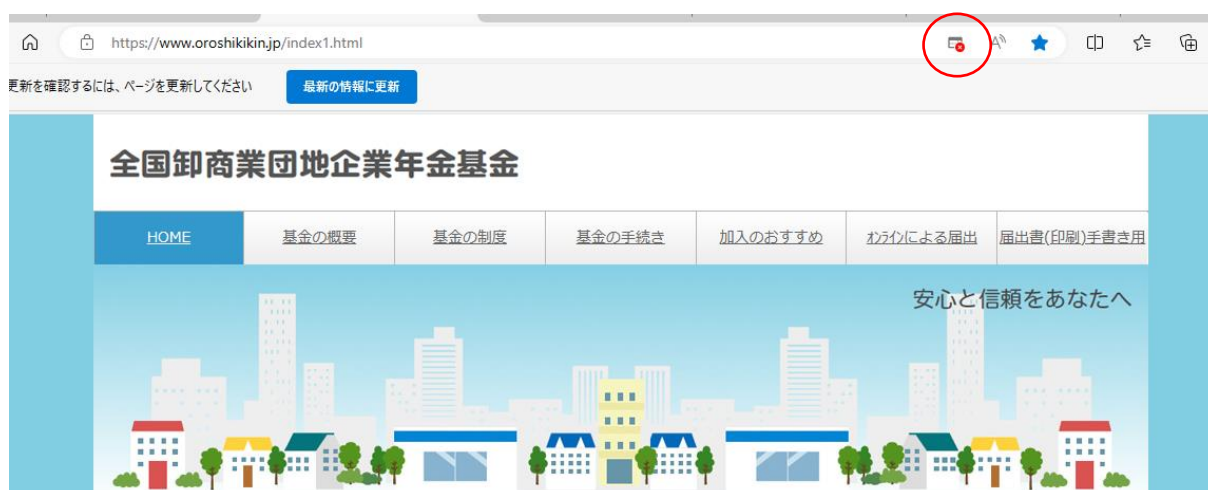 https://www.oroshikikin.jp/index1.html
A
更新を確認するには、ページを更新してください
最新の情報に更新
全国卸商業団地企業年金基金
HOME
基金の概要
基金の制度
基金の手続き
加入のおすすめ
ｵﾝﾗｲﾝによる届出
届出書(印刷)手書き用
安心と信頼をあなたへ